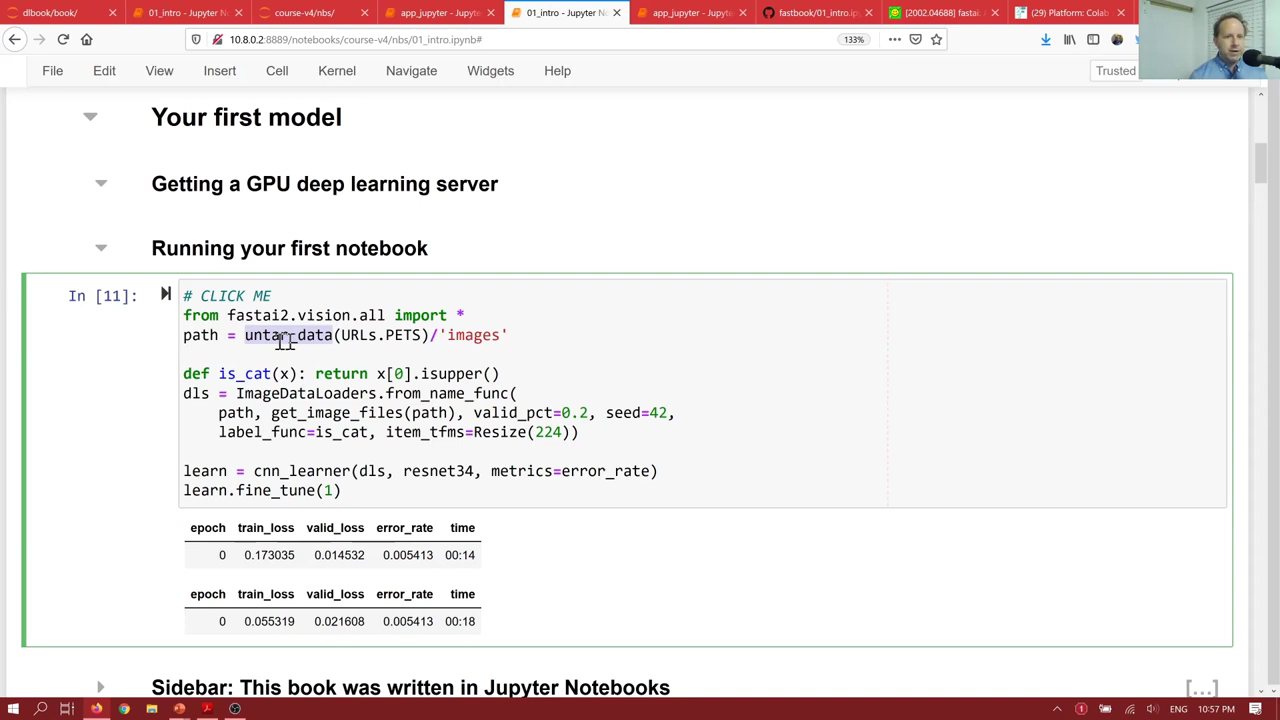 dlbook/book/
01_intro - Jupyter N
course-v4/nbs/
app_jupyter - Jupyte
01_intro - Jupyter No
app_jupyter - Jupyte
fastbook/01_intro.ipy
[2002.04688] fastai:
(29) Platform: Colab
10.8.0.2:8889/notebooks/course-v4/nbs/01_intro.ipynb#
133%
File Edit View Insert Cell Kernel Navigate Widgets Help
Trusted
Your first model
Getting a GPU deep learning server
Running your first notebook
In [11]:
# CLICK ME
from fastai2.vision.all import *
path = untar_data(URLs.PETS)/'images'
def is_cat(x): return x[0].isupper()
dls = ImageDataLoaders.from_name_func(
path, get_image_files(path), valid_pct=0.2, seed=42,
label_func=is_cat, item_tfms=Resize(224))
learn = cnn_learner(dls, resnet34, metrics=error_rate)
learn.fine_tune(1)
epoch train_loss valid_loss error_rate time
0 0.173035 0.014532 0.005413 00:14
epoch train_loss valid_loss error_rate time
0 0.055319 0.021608 0.005413 00:18
Sidebar: This book was written in Jupyter Notebooks
[...]
ENG 10:57 PM